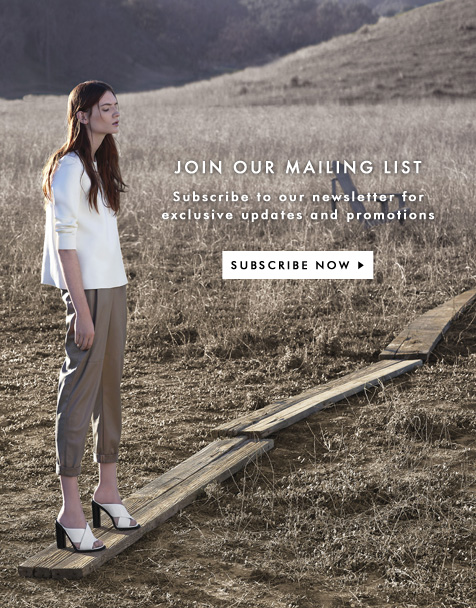 JOIN OUR MAILING LIST
Subscribe to our newsletter for
exclusive updates and promotions
SUBSCRIBE NOW